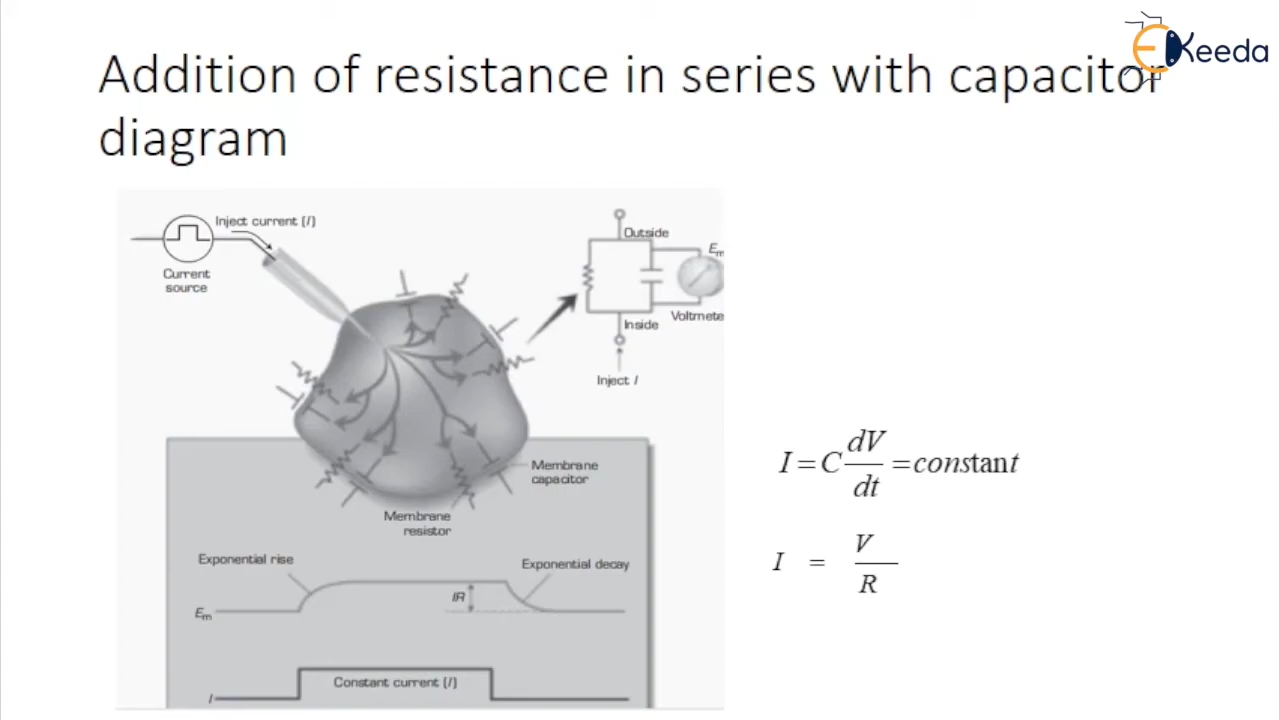 EKeeda
Addition of resistance in series with capacitor
diagram
Inject current (I)
Current
source
Outside
Em
Voltmete
Inside
Inject I
Membrane
capacitor
Membrane
resistor
Exponential rise
Exponential decay
IR
Em
Constant current (I)
I
I = C dV/dt = constant
I = V/R